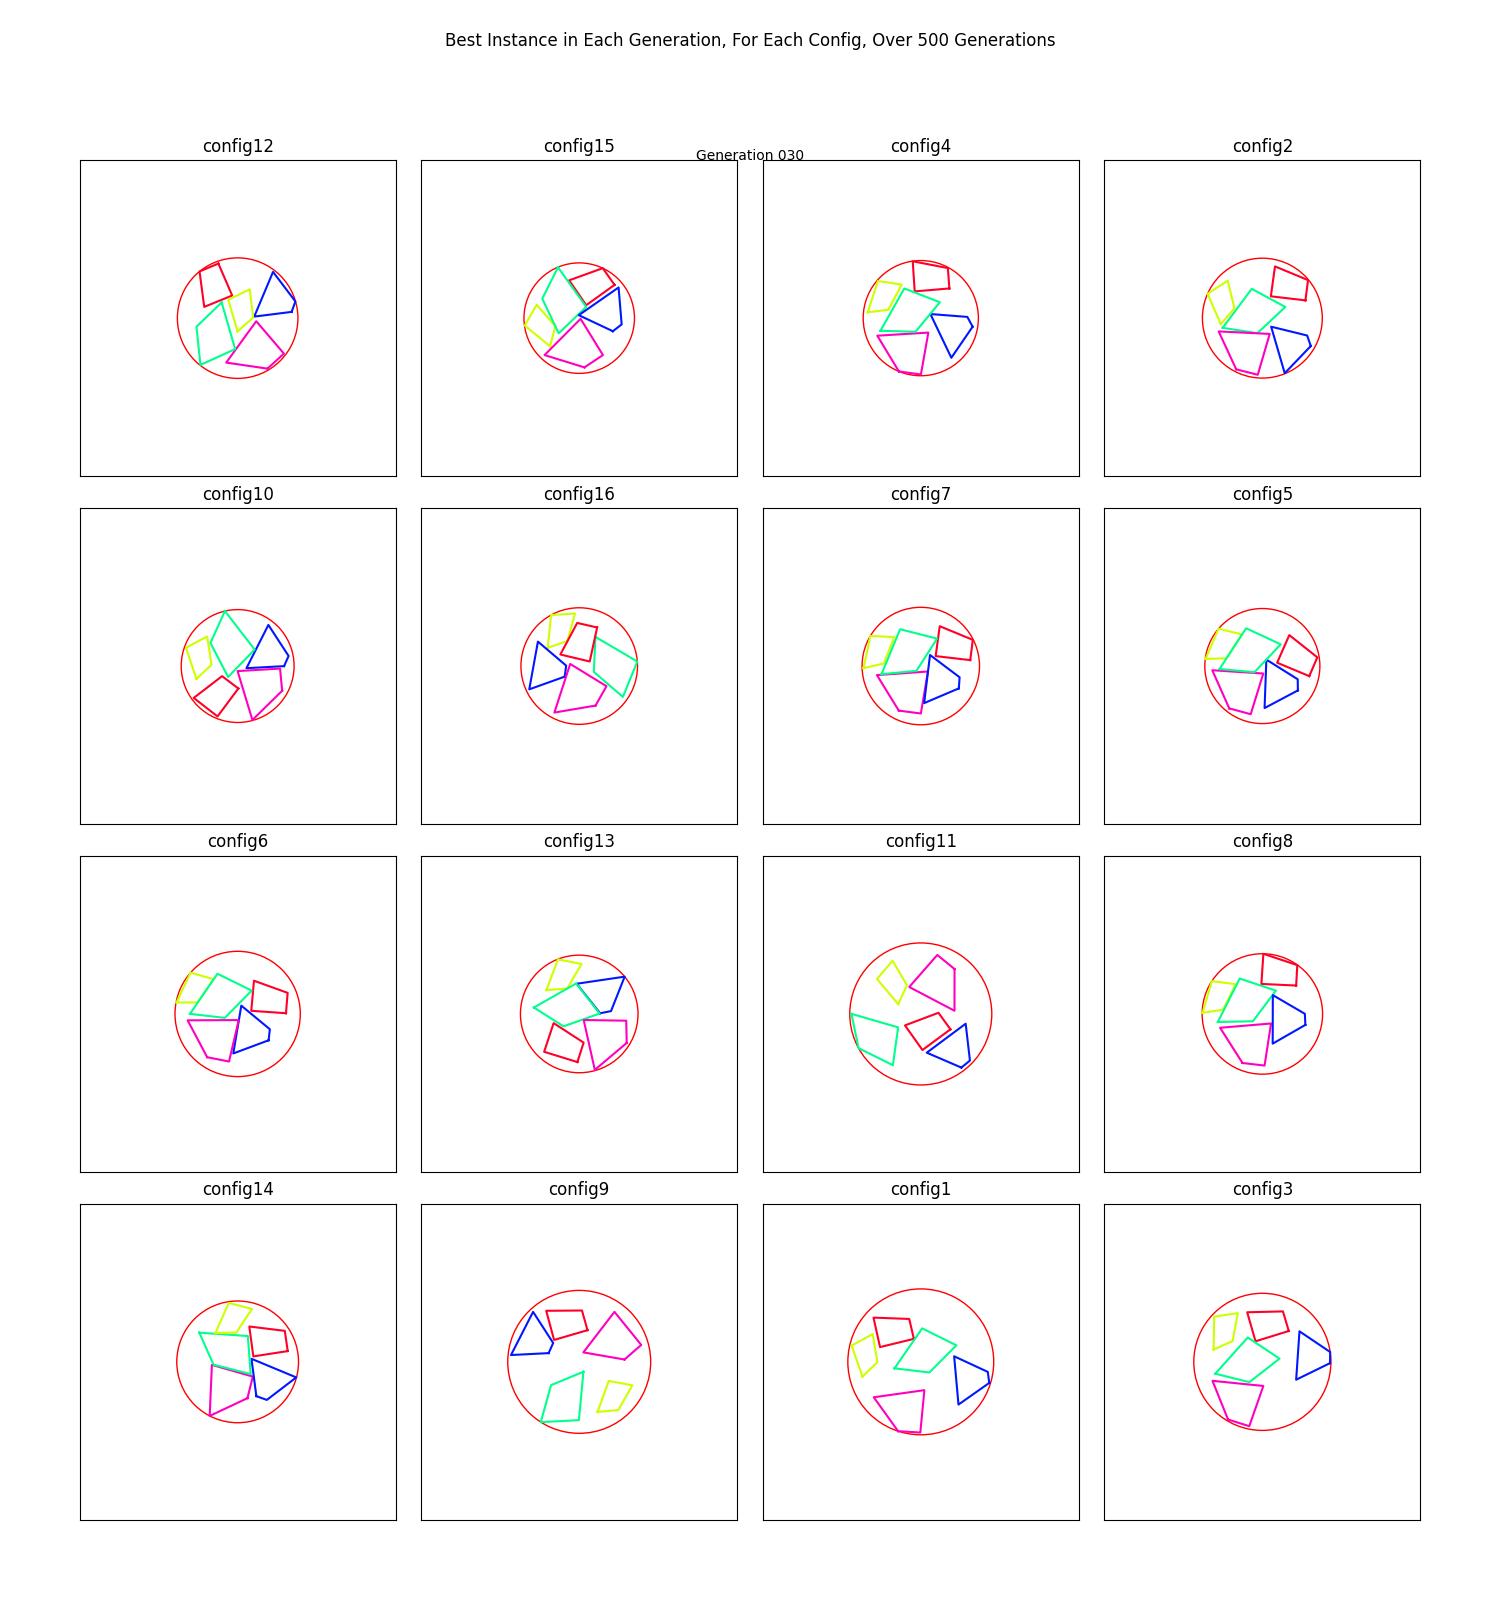 Best Instance in Each Generation, For Each Config, Over 500 Generations
config12
config15
Generation 030
config4
config2
config10
config16
config7
config5
config6
config13
config11
config8
config14
config9
config1
config3